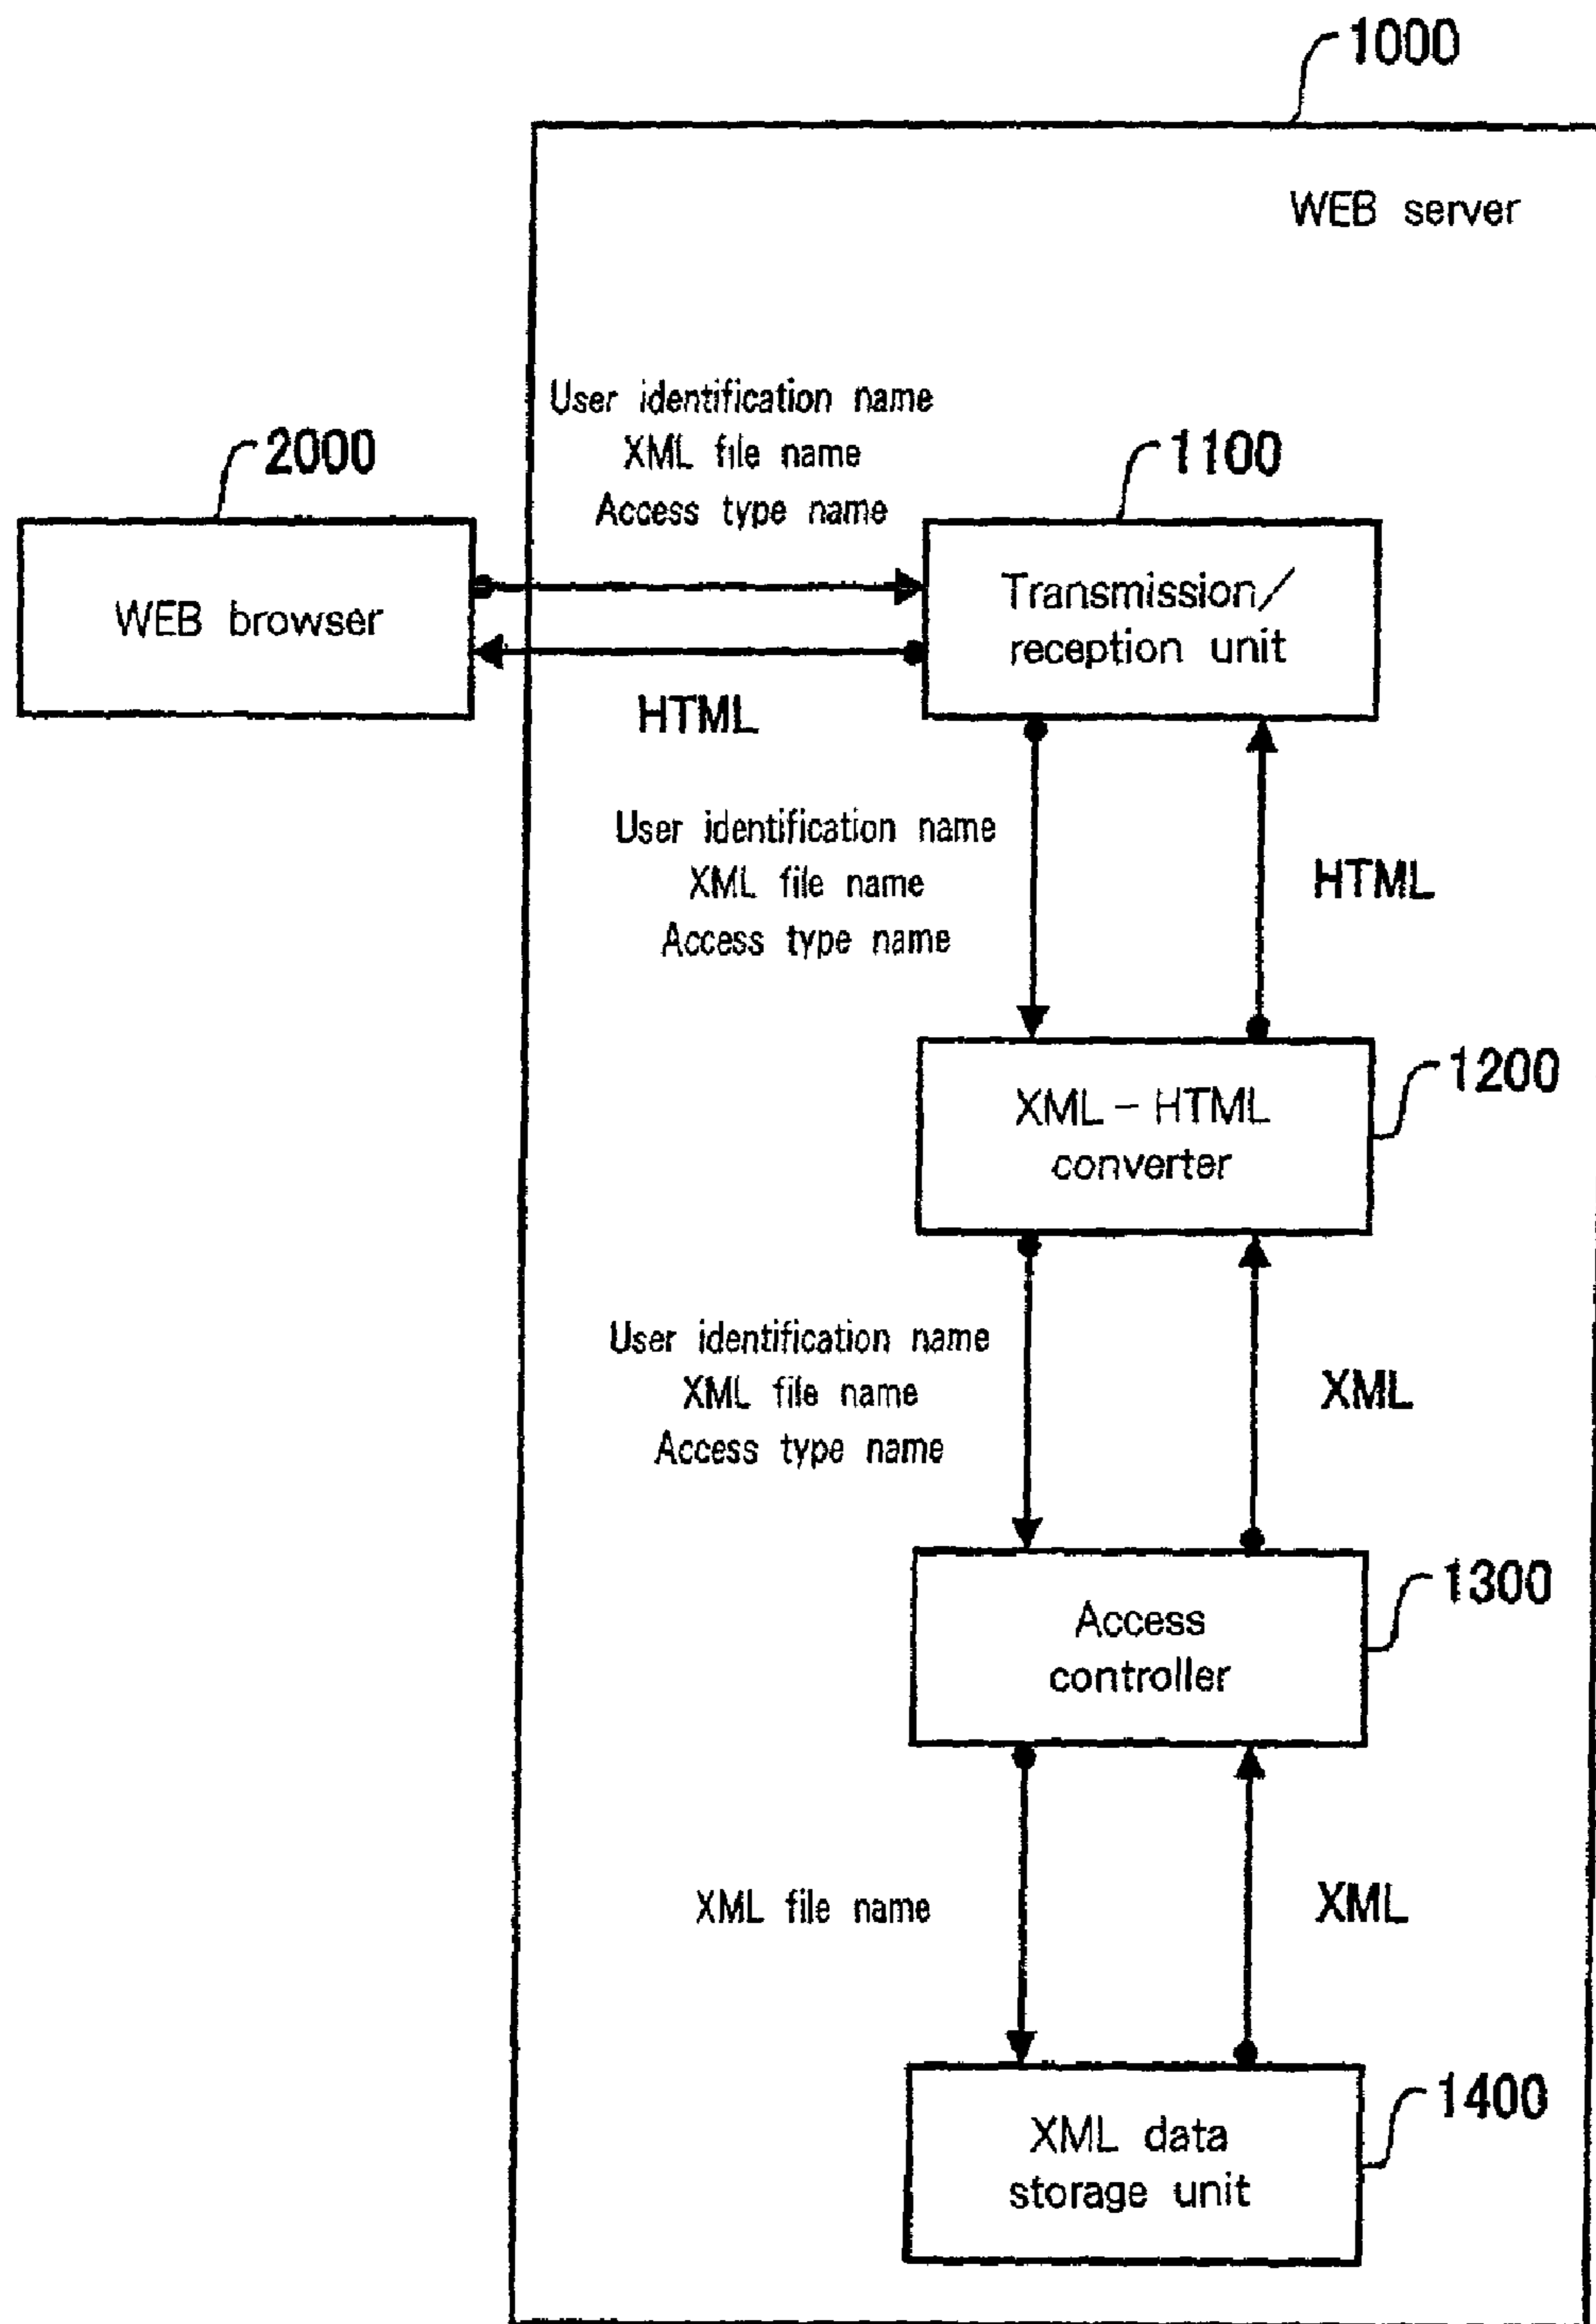 1000
WEB server
User identification name
XML file name
Access type name
2000
1100
WEB browser
Transmission/
reception unit
HTML
User identification name
XML file name
Access type name
HTML
1200
XML - HTML
converter
User identification name
XML file name
Access type name
XML
1300
Access
controller
XML file name
XML
1400
XML data
storage unit